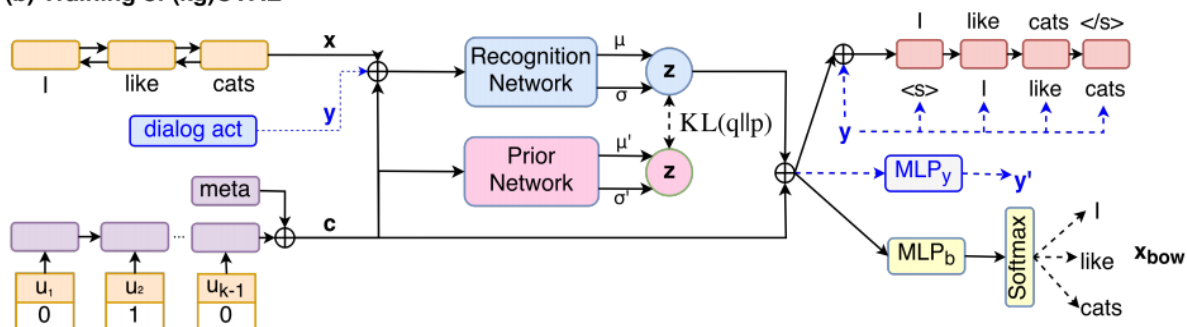 (b) Training of (kg)CVAE
I like cats
x
dialog act
y
meta
c
u1 u2 ... uk-1
0 1 0
Recognition
Network
μ
σ
z
KL(q||p)
Prior
Network
μ'
σ'
z
I like cats </s>
<s> I like cats
y
MLPy
y'
MLPb
Softmax
I
like
cats
xbow